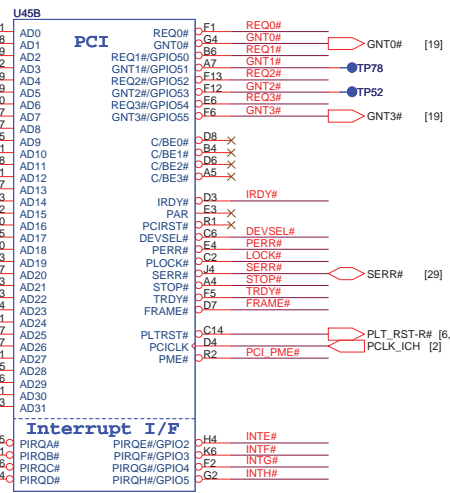 U45B
PCI
AD0 REQ0# F1 REQ0#
AD1 GNT0# G4 GNT0# GNT0# [19]
AD2 REQ1#/GPIO50 B6 REQ1#
AD3 GNT1#/GPIO51 A7 GNT1# TP78
AD4 REQ2#/GPIO52 F13 REQ2#
AD5 GNT2#/GPIO53 F12 GNT2# TP52
AD6 REQ3#/GPIO54 E6 REQ3#
AD7 GNT3#/GPIO55 F6 GNT3# GNT3# [19]
AD8
AD9 C/BE0# D8
AD10 C/BE1# B4
AD11 C/BE2# D6
AD12 C/BE3# A5
AD13
AD14 IRDY# D3 IRDY#
AD15 PAR E3
AD16 PCIRST# R1
AD17 DEVSEL# C6 DEVSEL#
AD18 PERR# E4 PERR#
AD19 PLOCK# C2 LOCK#
AD20 SERR# J4 SERR# SERR# [29]
AD21 STOP# A4 STOP#
AD22 TRDY# F5 TRDY#
AD23 FRAME# D7 FRAME#
AD24
AD25 PLTRST# C14 PLT_RST-R# [6,
AD26 PCICLK D4 PCLK_ICH [2]
AD27 PME# R2 PCI_PME#
AD28
AD29
AD30
AD31
Interrupt I/F
PIRQA# PIRQE#/GPIO2 H4 INTE#
PIRQB# PIRQF#/GPIO3 K6 INTF#
PIRQC# PIRQG#/GPIO4 F2 INTG#
PIRQD# PIRQH#/GPIO5 G2 INTH#